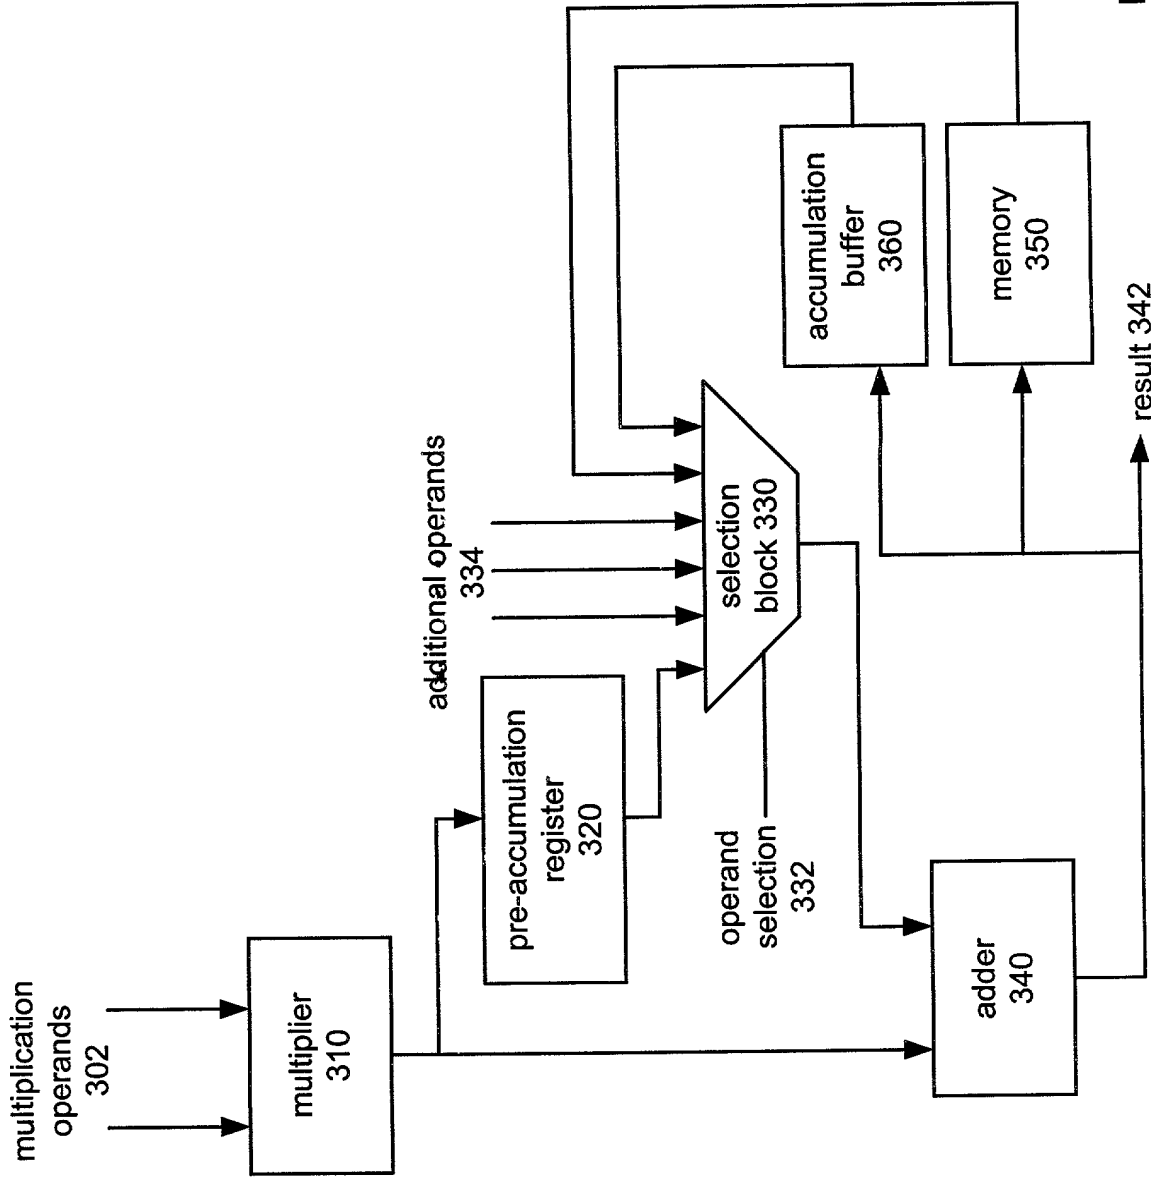 multiplication
operands
302
multiplier
310
pre-accumulation
register
320
additional operands
334
selection
block 330
operand
selection
332
adder
340
accumulation
buffer
360
memory
350
result 342